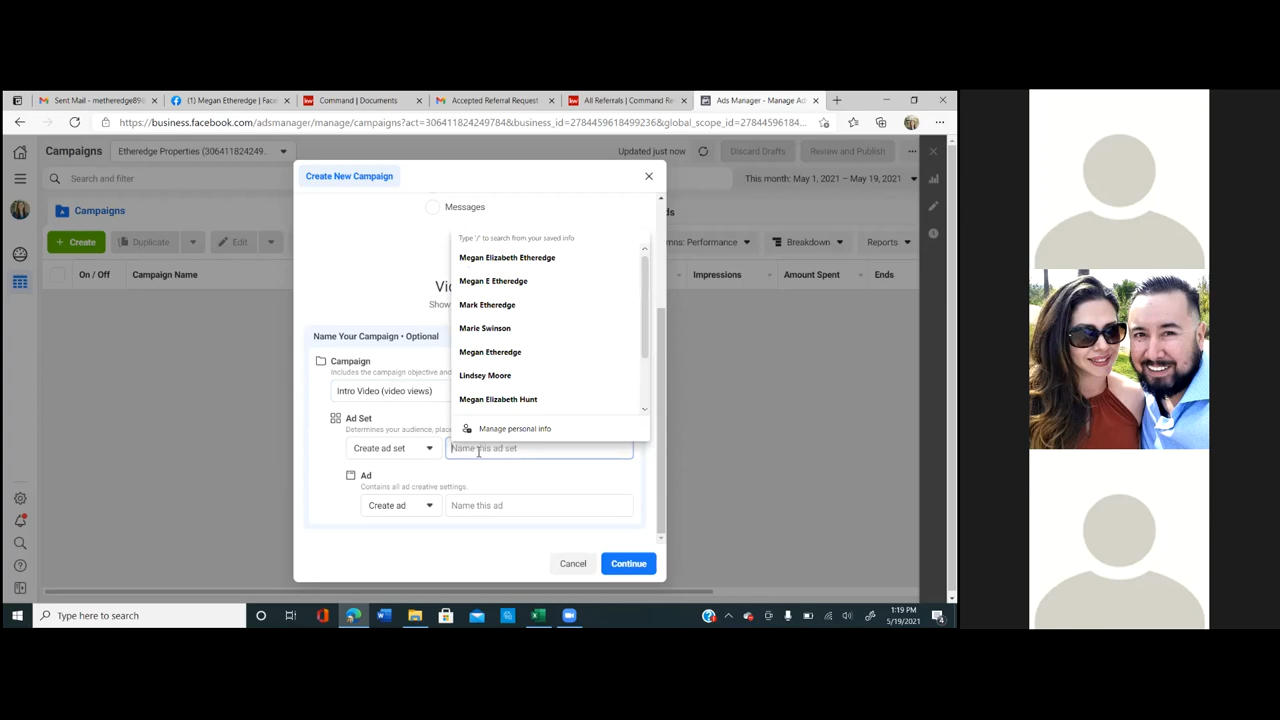 Sent Mail - metheredge898
(1) Megan Etheredge | Face
Command | Documents
Accepted Referral Request
All Referrals | Command Re
Ads Manager - Manage Ad
https://business.facebook.com/adsmanager/manage/campaigns?act=306411824249784&business_id=2784459618499236&global_scope_id=27844596184...
Campaigns
Etheredge Properties (306411824249...
Updated just now
Discard Drafts
Review and Publish
Create New Campaign
Search and filter
This month: May 1, 2021 – May 19, 2021
Messages
Campaigns
ds
Type '/' to search from your saved info
+ Create
Duplicate
Edit
mns: Performance
Breakdown
Reports
Megan Elizabeth Etheredge
On / Off
Campaign Name
Impressions
Amount Spent
Ends
Megan E Etheredge
Vi
Show
Mark Etheredge
Marie Swinson
Name Your Campaign • Optional
Megan Etheredge
Campaign
Includes the campaign objective and
Lindsey Moore
Intro Video (video views)
Megan Elizabeth Hunt
Ad Set
Determines your audience, plac
Manage personal info
Create ad set
Name this ad set
Ad
Contains all ad creative settings.
Create ad
Name this ad
Cancel
Continue
Type here to search
1:19 PM
5/19/2021
4